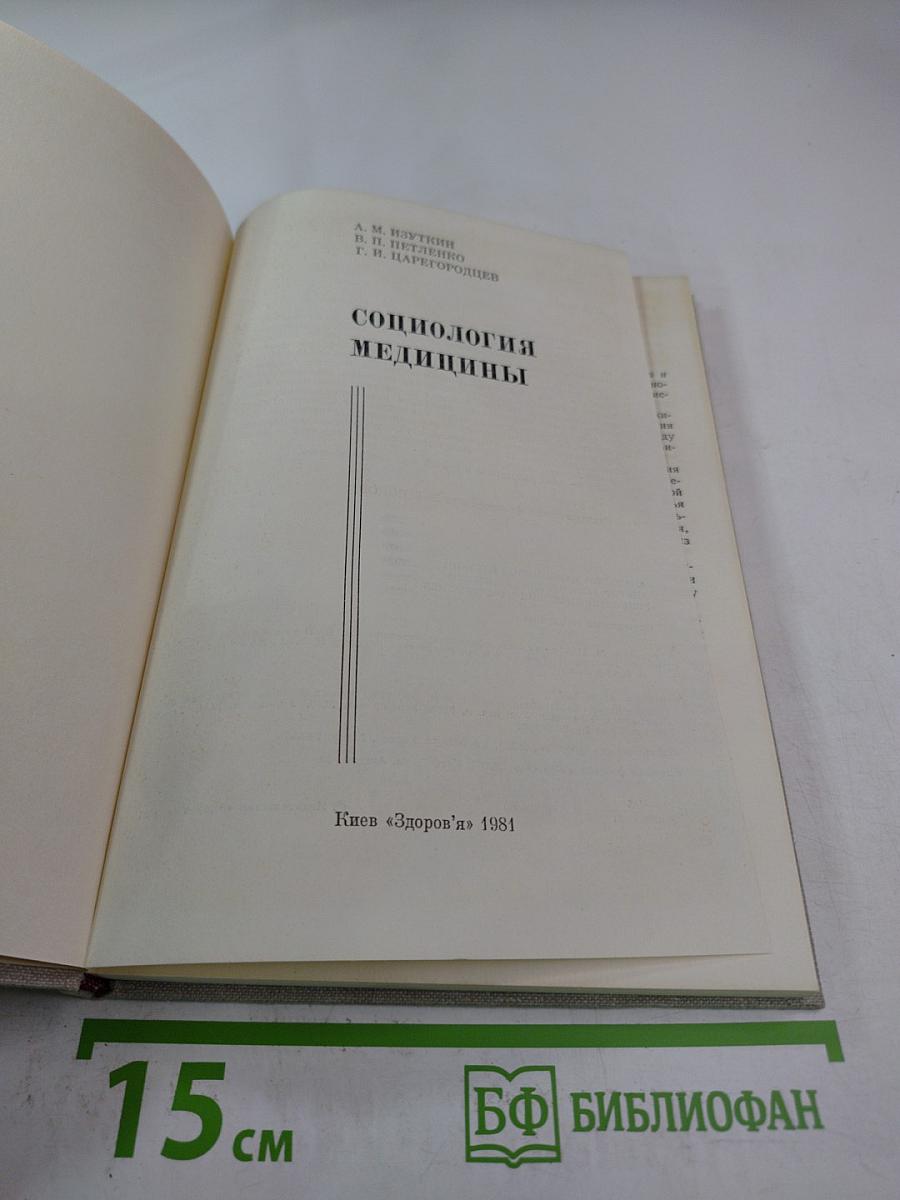 А. М. ИЗУТКИН
В. П. ПЕТЛЕНКО
Г. И. ЦАРЕГОРОДЦЕВ
СОЦИОЛОГИЯ
МЕДИЦИНЫ
Киев «Здоров'я» 1981
15 см
БФ БИБЛИОФАН